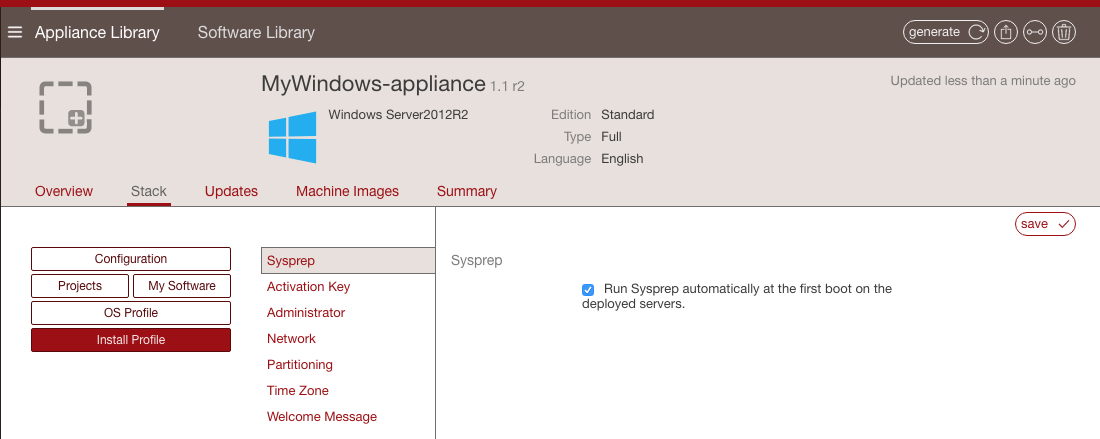 Appliance Library
Software Library
generate
MyWindows-appliance 1.1 r2
Updated less than a minute ago
Windows Server2012R2
Edition Standard
Type Full
Language English
Overview
Stack
Updates
Machine Images
Summary
save
Configuration
Projects
My Software
OS Profile
Install Profile
Sysprep
Activation Key
Administrator
Network
Partitioning
Time Zone
Welcome Message
Sysprep
Run Sysprep automatically at the first boot on the
deployed servers.